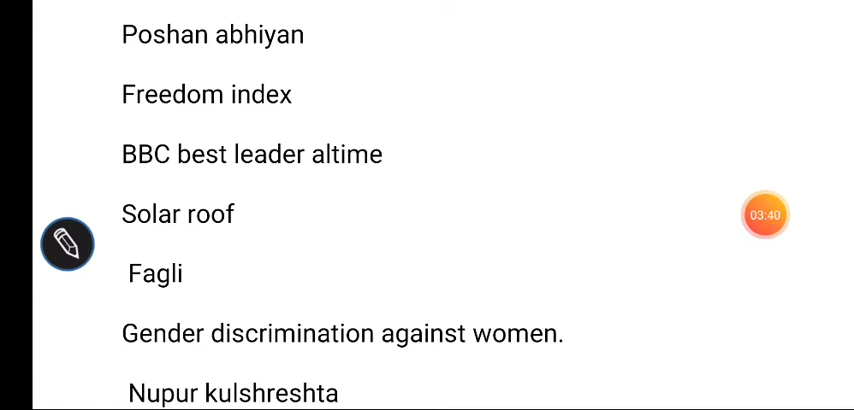 Poshan abhiyan
Freedom index
BBC best leader altime
Solar roof
03:40
Fagli
Gender discrimination against women.
Nupur kulshreshta